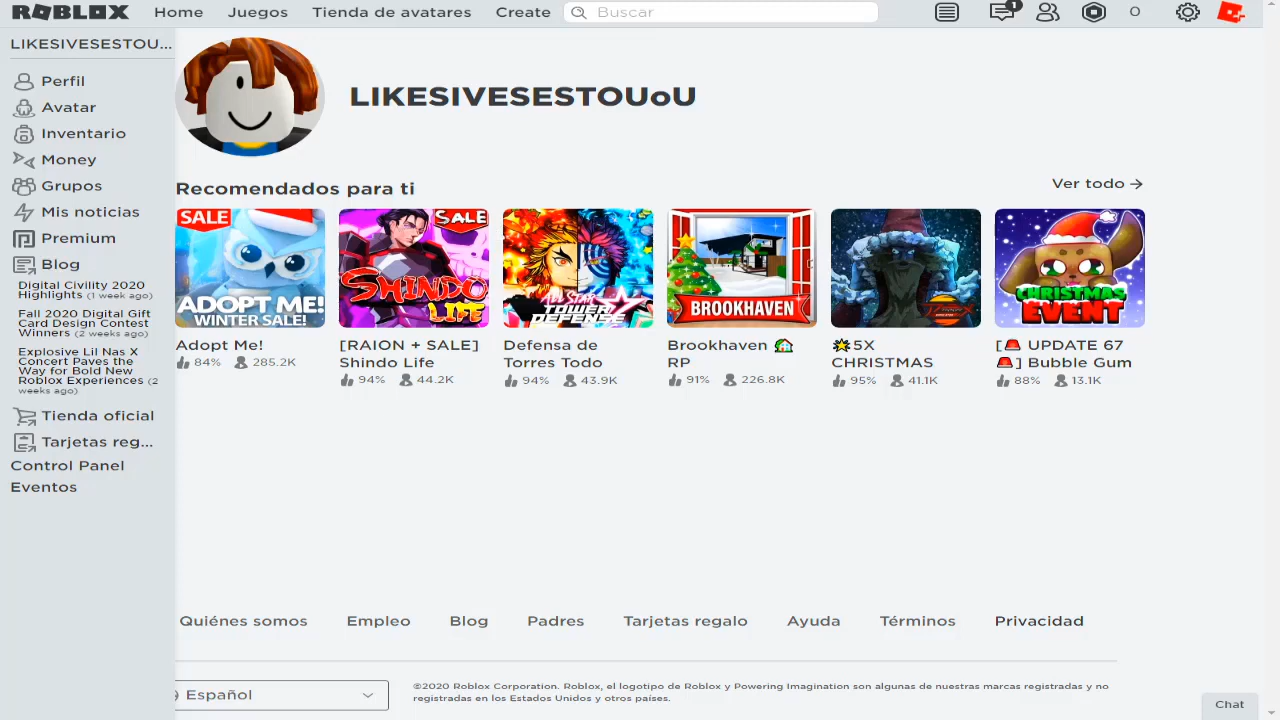 ROBLOX Home Juegos Tienda de avatares Create Buscar 1 0
LIKESIVESESTOU...
Perfil
Avatar
Inventario
Money
Grupos
Mis noticias
Premium
Blog
Digital Civility 2020
Highlights (1 week ago)
Fall 2020 Digital Gift
Card Design Contest
Winners (2 weeks ago)
Explosive Lil Nas X
Concert Paves the
Way for Bold New
Roblox Experiences (2
weeks ago)
Tienda oficial
Tarjetas reg...
Control Panel
Eventos
LIKESIVESESTOUoU
Recomendados para ti
Ver todo →
SALE
ADOPT ME!
WINTER SALE!
Adopt Me!
84% 285.2K
SALE
SHINDO
LIFE
[RAION + SALE]
Shindo Life
94% 44.2K
ALL STAR
TOWER
DEFENSE
Defensa de
Torres Todo
94% 43.9K
BROOKHAVEN
Brookhaven 🏠
RP
91% 226.8K
🌟5X
CHRISTMAS
95% 41.1K
CHRISTMAS
EVENT
[🚨 UPDATE 67
🚨] Bubble Gum
88% 13.1K
Quiénes somos Empleo Blog Padres Tarjetas regalo Ayuda Términos Privacidad
Español
©2020 Roblox Corporation. Roblox, el logotipo de Roblox y Powering Imagination son algunas de nuestras marcas registradas y no
registradas en los Estados Unidos y otros países.
Chat